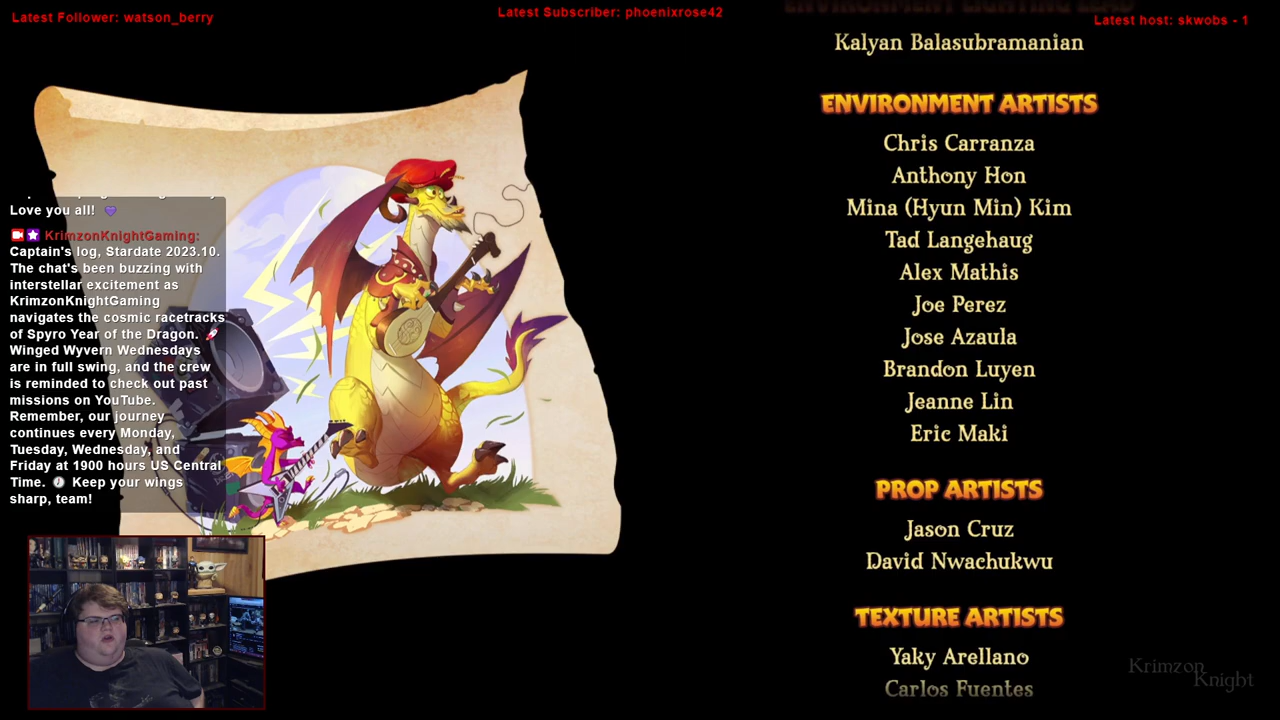 Latest Follower: watson_berry
Latest Subscriber: phoenixrose42
Latest host: skwobs - 1
Love you all! 💜
KrimzonKnightGaming:
Captain's log, Stardate 2023.10.
The chat's been buzzing with
interstellar excitement as
KrimzonKnightGaming
navigates the cosmic racetracks
of Spyro Year of the Dragon. 🚀
Winged Wyvern Wednesdays
are in full swing, and the crew
is reminded to check out past
missions on YouTube.
Remember, our journey
continues every Monday,
Tuesday, Wednesday, and
Friday at 1900 hours US Central
Time. 🕖 Keep your wings
sharp, team!
ENVIRONMENT LIGHTING LEAD
Kalyan Balasubramanian
ENVIRONMENT ARTISTS
Chris Carranza
Anthony Hon
Mina (Hyun Min) Kim
Tad Langehaug
Alex Mathis
Joe Perez
Jose Azaula
Brandon Luyen
Jeanne Lin
Eric Maki
PROP ARTISTS
Jason Cruz
David Nwachukwu
TEXTURE ARTISTS
Yaky Arellano
Carlos Fuentes
Krimzon
Knight